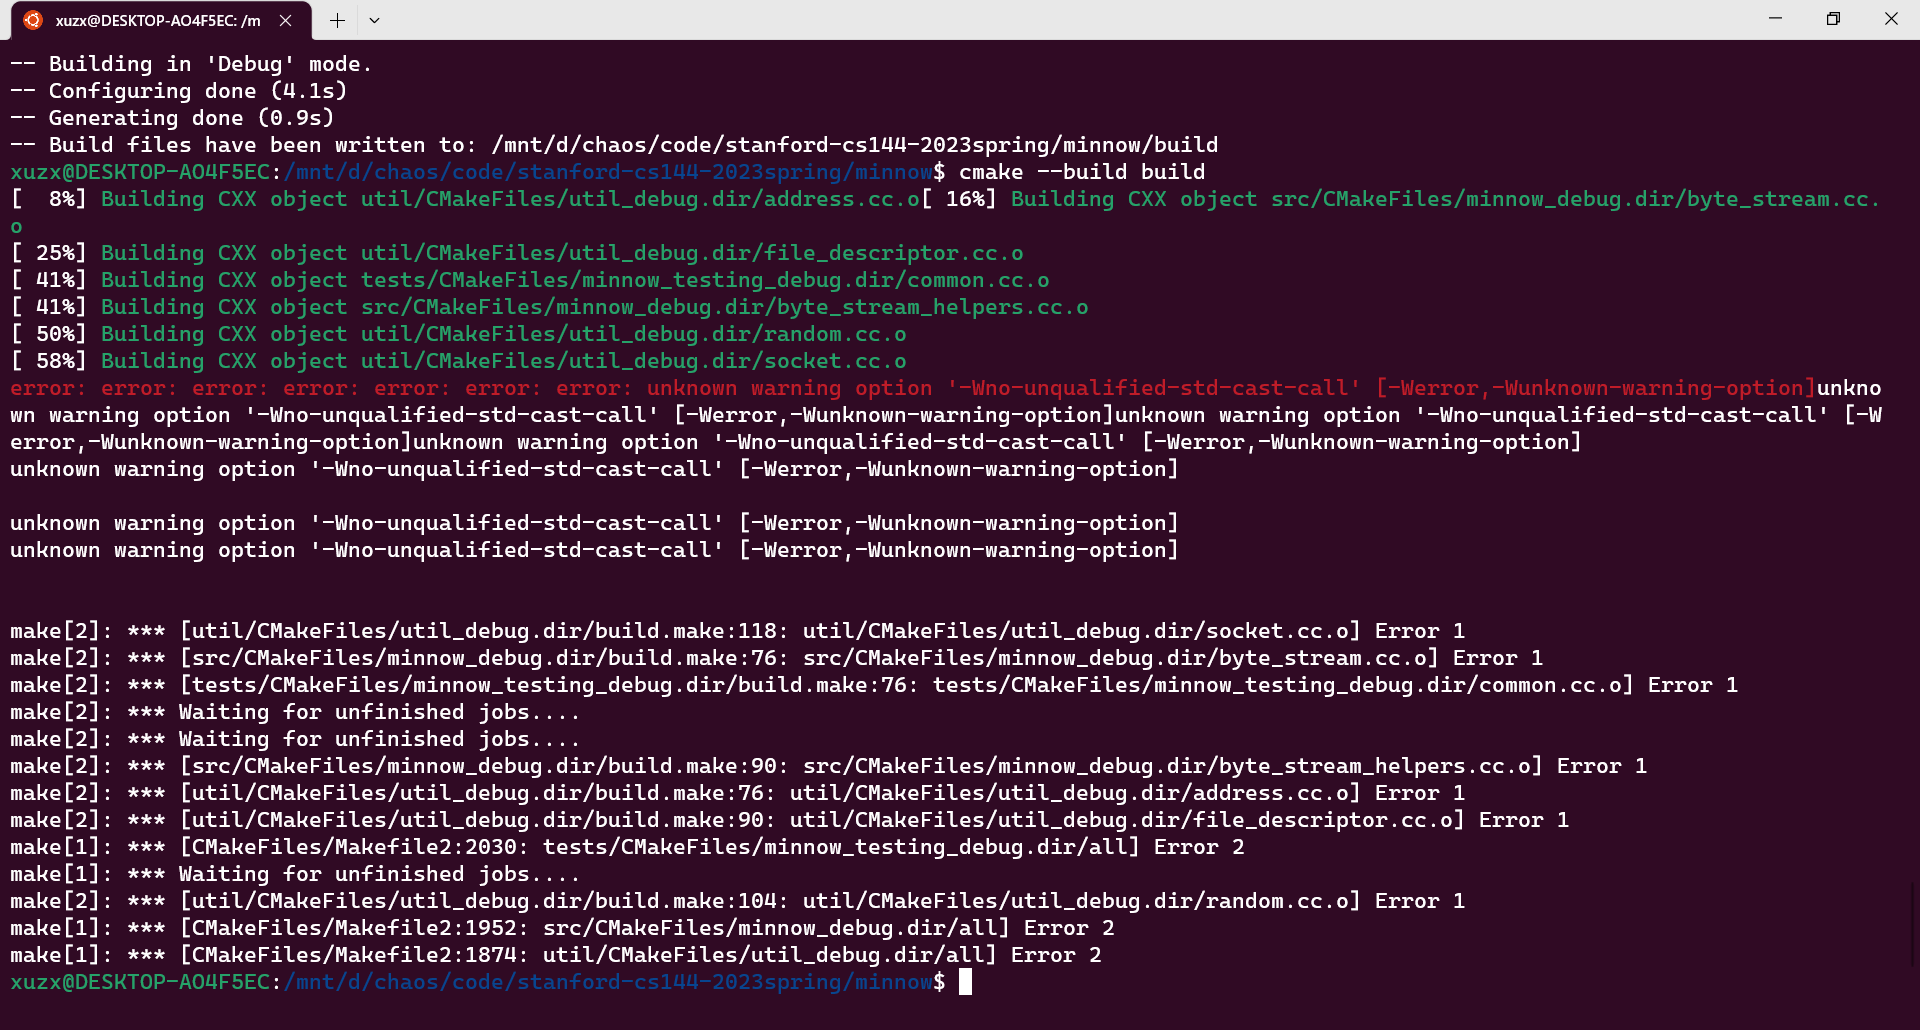 xuzx@DESKTOP-AO4F5EC: /m
-- Building in 'Debug' mode.
-- Configuring done (4.1s)
-- Generating done (0.9s)
-- Build files have been written to: /mnt/d/chaos/code/stanford-cs144-2023spring/minnow/build
xuzx@DESKTOP-AO4F5EC:/mnt/d/chaos/code/stanford-cs144-2023spring/minnow$ cmake --build build
[  8%] Building CXX object util/CMakeFiles/util_debug.dir/address.cc.o[ 16%] Building CXX object src/CMakeFiles/minnow_debug.dir/byte_stream.cc.
o
[ 25%] Building CXX object util/CMakeFiles/util_debug.dir/file_descriptor.cc.o
[ 41%] Building CXX object tests/CMakeFiles/minnow_testing_debug.dir/common.cc.o
[ 41%] Building CXX object src/CMakeFiles/minnow_debug.dir/byte_stream_helpers.cc.o
[ 50%] Building CXX object util/CMakeFiles/util_debug.dir/random.cc.o
[ 58%] Building CXX object util/CMakeFiles/util_debug.dir/socket.cc.o
error: error: error: error: error: error: error: unknown warning option '-Wno-unqualified-std-cast-call' [-Werror,-Wunknown-warning-option]unkno
wn warning option '-Wno-unqualified-std-cast-call' [-Werror,-Wunknown-warning-option]unknown warning option '-Wno-unqualified-std-cast-call' [-W
error,-Wunknown-warning-option]unknown warning option '-Wno-unqualified-std-cast-call' [-Werror,-Wunknown-warning-option]
unknown warning option '-Wno-unqualified-std-cast-call' [-Werror,-Wunknown-warning-option]
unknown warning option '-Wno-unqualified-std-cast-call' [-Werror,-Wunknown-warning-option]
unknown warning option '-Wno-unqualified-std-cast-call' [-Werror,-Wunknown-warning-option]
make[2]: *** [util/CMakeFiles/util_debug.dir/build.make:118: util/CMakeFiles/util_debug.dir/socket.cc.o] Error 1
make[2]: *** [src/CMakeFiles/minnow_debug.dir/build.make:76: src/CMakeFiles/minnow_debug.dir/byte_stream.cc.o] Error 1
make[2]: *** [tests/CMakeFiles/minnow_testing_debug.dir/build.make:76: tests/CMakeFiles/minnow_testing_debug.dir/common.cc.o] Error 1
make[2]: *** Waiting for unfinished jobs....
make[2]: *** Waiting for unfinished jobs....
make[2]: *** [src/CMakeFiles/minnow_debug.dir/build.make:90: src/CMakeFiles/minnow_debug.dir/byte_stream_helpers.cc.o] Error 1
make[2]: *** [util/CMakeFiles/util_debug.dir/build.make:76: util/CMakeFiles/util_debug.dir/address.cc.o] Error 1
make[2]: *** [util/CMakeFiles/util_debug.dir/build.make:90: util/CMakeFiles/util_debug.dir/file_descriptor.cc.o] Error 1
make[1]: *** [CMakeFiles/Makefile2:2030: tests/CMakeFiles/minnow_testing_debug.dir/all] Error 2
make[1]: *** Waiting for unfinished jobs....
make[2]: *** [util/CMakeFiles/util_debug.dir/build.make:104: util/CMakeFiles/util_debug.dir/random.cc.o] Error 1
make[1]: *** [CMakeFiles/Makefile2:1952: src/CMakeFiles/minnow_debug.dir/all] Error 2
make[1]: *** [CMakeFiles/Makefile2:1874: util/CMakeFiles/util_debug.dir/all] Error 2
xuzx@DESKTOP-AO4F5EC:/mnt/d/chaos/code/stanford-cs144-2023spring/minnow$